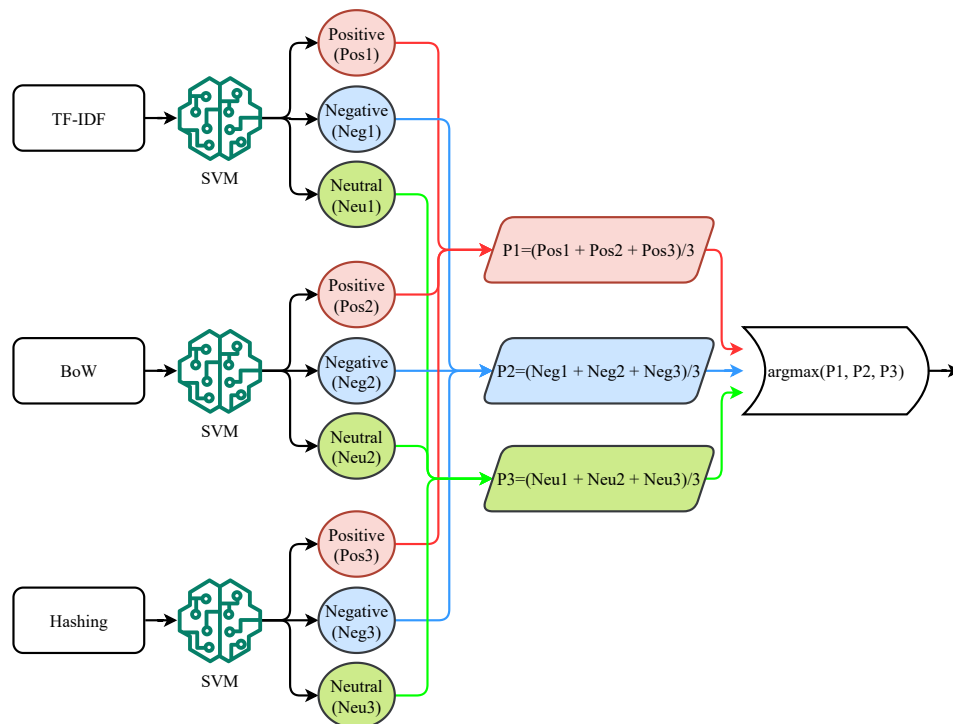 TF-IDF
SVM
Positive
(Pos1)
Negative
(Neg1)
Neutral
(Neu1)
BoW
SVM
Positive
(Pos2)
Negative
(Neg2)
Neutral
(Neu2)
Hashing
SVM
Positive
(Pos3)
Negative
(Neg3)
Neutral
(Neu3)
P1=(Pos1 + Pos2 + Pos3)/3
P2=(Neg1 + Neg2 + Neg3)/3
P3=(Neu1 + Neu2 + Neu3)/3
argmax(P1, P2, P3)